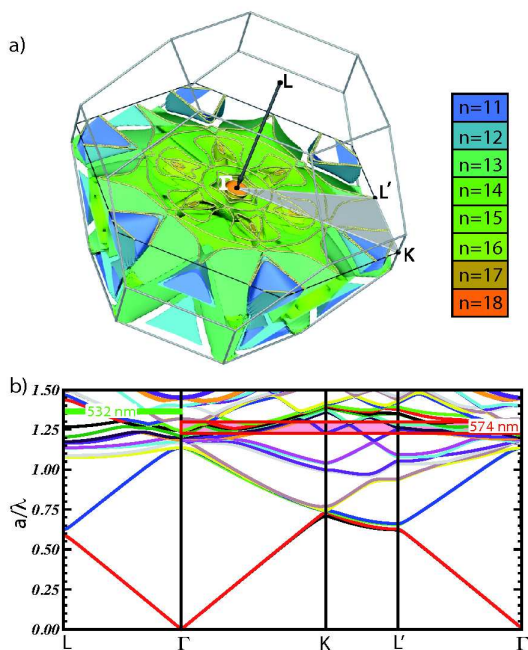 a)
L
Γ
L'
K
n=11
n=12
n=13
n=14
n=15
n=16
n=17
n=18
b)
1.50
532 nm
1.25
574 nm
1.00
a/λ
0.75
0.50
0.25
0.00
L Γ K L' Γ